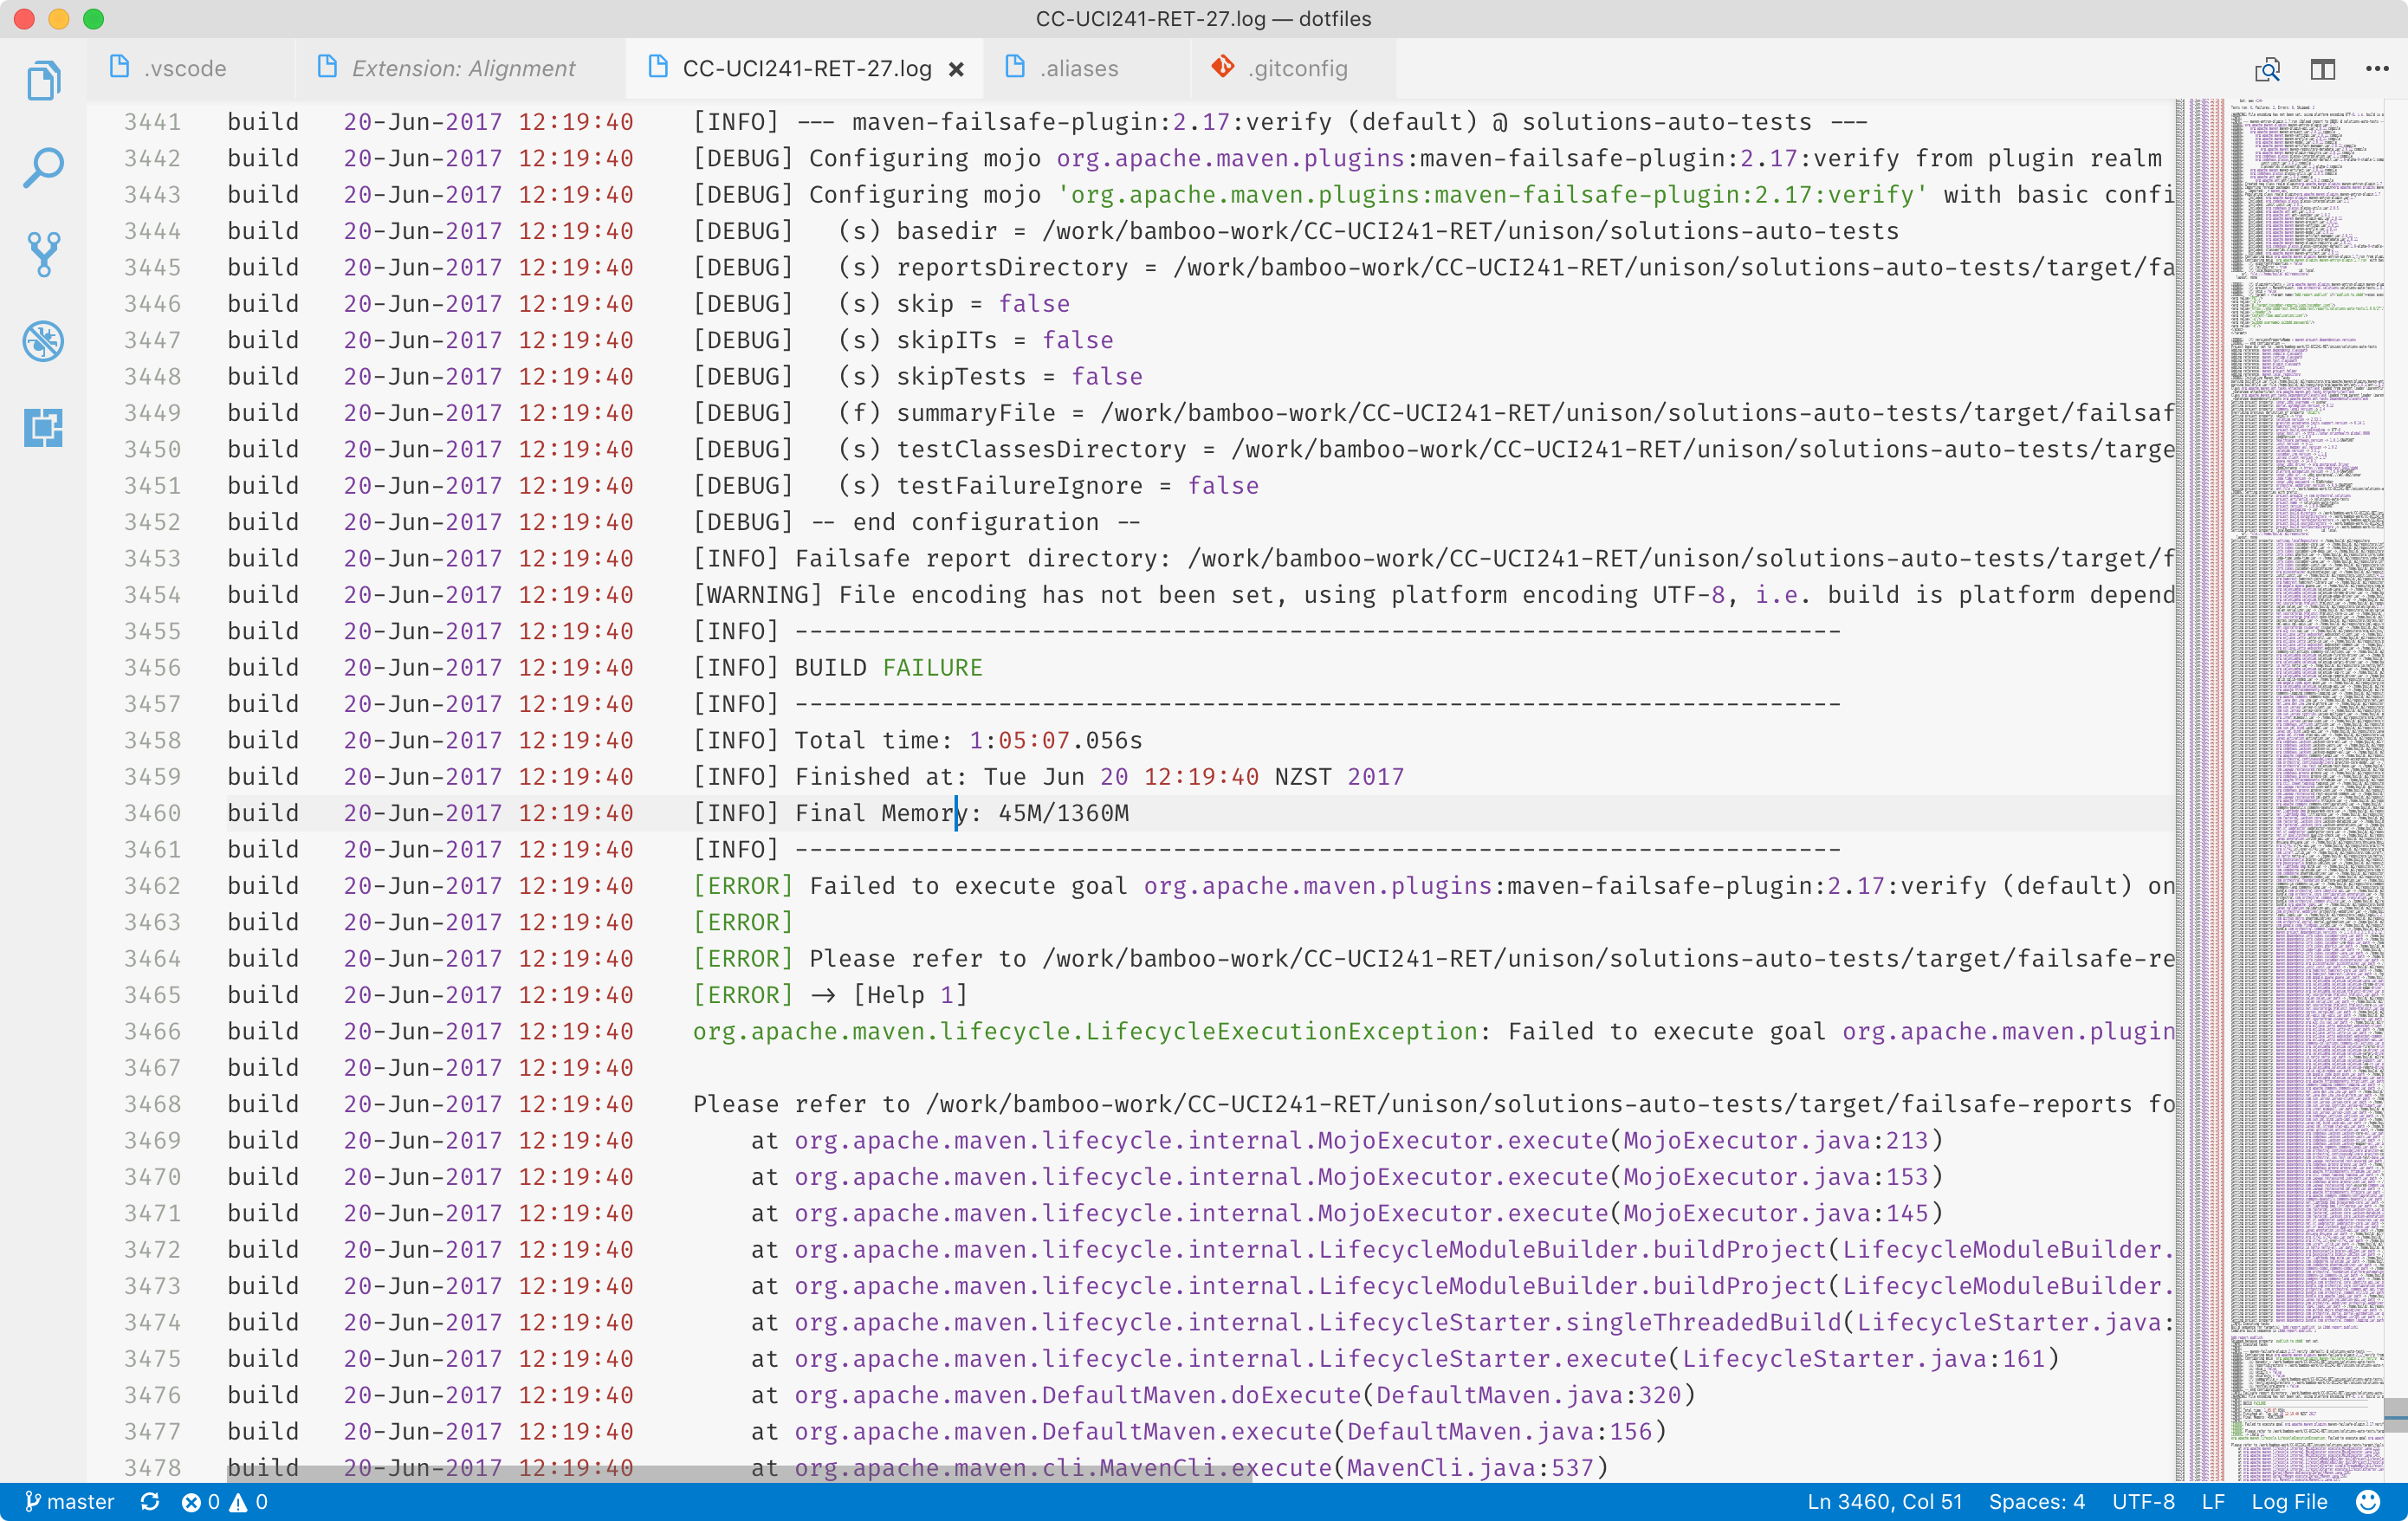 CC-UCI241-RET-27.log — dotfiles
.vscode Extension: Alignment CC-UCI241-RET-27.log .aliases .gitconfig
3441 build 20-Jun-2017 12:19:40 [INFO] --- maven-failsafe-plugin:2.17:verify (default) @ solutions-auto-tests ---
3442 build 20-Jun-2017 12:19:40 [DEBUG] Configuring mojo org.apache.maven.plugins:maven-failsafe-plugin:2.17:verify from plugin realm
3443 build 20-Jun-2017 12:19:40 [DEBUG] Configuring mojo 'org.apache.maven.plugins:maven-failsafe-plugin:2.17:verify' with basic confi
3444 build 20-Jun-2017 12:19:40 [DEBUG] (s) basedir = /work/bamboo-work/CC-UCI241-RET/unison/solutions-auto-tests
3445 build 20-Jun-2017 12:19:40 [DEBUG] (s) reportsDirectory = /work/bamboo-work/CC-UCI241-RET/unison/solutions-auto-tests/target/fa
3446 build 20-Jun-2017 12:19:40 [DEBUG] (s) skip = false
3447 build 20-Jun-2017 12:19:40 [DEBUG] (s) skipITs = false
3448 build 20-Jun-2017 12:19:40 [DEBUG] (s) skipTests = false
3449 build 20-Jun-2017 12:19:40 [DEBUG] (f) summaryFile = /work/bamboo-work/CC-UCI241-RET/unison/solutions-auto-tests/target/failsaf
3450 build 20-Jun-2017 12:19:40 [DEBUG] (s) testClassesDirectory = /work/bamboo-work/CC-UCI241-RET/unison/solutions-auto-tests/targe
3451 build 20-Jun-2017 12:19:40 [DEBUG] (s) testFailureIgnore = false
3452 build 20-Jun-2017 12:19:40 [DEBUG] -- end configuration --
3453 build 20-Jun-2017 12:19:40 [INFO] Failsafe report directory: /work/bamboo-work/CC-UCI241-RET/unison/solutions-auto-tests/target/f
3454 build 20-Jun-2017 12:19:40 [WARNING] File encoding has not been set, using platform encoding UTF-8, i.e. build is platform depend
3455 build 20-Jun-2017 12:19:40 [INFO] ------------------------------------------------------------------------
3456 build 20-Jun-2017 12:19:40 [INFO] BUILD FAILURE
3457 build 20-Jun-2017 12:19:40 [INFO] ------------------------------------------------------------------------
3458 build 20-Jun-2017 12:19:40 [INFO] Total time: 1:05:07.056s
3459 build 20-Jun-2017 12:19:40 [INFO] Finished at: Tue Jun 20 12:19:40 NZST 2017
3460 build 20-Jun-2017 12:19:40 [INFO] Final Memory: 45M/1360M
3461 build 20-Jun-2017 12:19:40 [INFO] ------------------------------------------------------------------------
3462 build 20-Jun-2017 12:19:40 [ERROR] Failed to execute goal org.apache.maven.plugins:maven-failsafe-plugin:2.17:verify (default) on
3463 build 20-Jun-2017 12:19:40 [ERROR]
3464 build 20-Jun-2017 12:19:40 [ERROR] Please refer to /work/bamboo-work/CC-UCI241-RET/unison/solutions-auto-tests/target/failsafe-re
3465 build 20-Jun-2017 12:19:40 [ERROR] -> [Help 1]
3466 build 20-Jun-2017 12:19:40 org.apache.maven.lifecycle.LifecycleExecutionException: Failed to execute goal org.apache.maven.plugin
3467 build 20-Jun-2017 12:19:40
3468 build 20-Jun-2017 12:19:40 Please refer to /work/bamboo-work/CC-UCI241-RET/unison/solutions-auto-tests/target/failsafe-reports fo
3469 build 20-Jun-2017 12:19:40 at org.apache.maven.lifecycle.internal.MojoExecutor.execute(MojoExecutor.java:213)
3470 build 20-Jun-2017 12:19:40 at org.apache.maven.lifecycle.internal.MojoExecutor.execute(MojoExecutor.java:153)
3471 build 20-Jun-2017 12:19:40 at org.apache.maven.lifecycle.internal.MojoExecutor.execute(MojoExecutor.java:145)
3472 build 20-Jun-2017 12:19:40 at org.apache.maven.lifecycle.internal.LifecycleModuleBuilder.buildProject(LifecycleModuleBuilder.
3473 build 20-Jun-2017 12:19:40 at org.apache.maven.lifecycle.internal.LifecycleModuleBuilder.buildProject(LifecycleModuleBuilder.
3474 build 20-Jun-2017 12:19:40 at org.apache.maven.lifecycle.internal.LifecycleStarter.singleThreadedBuild(LifecycleStarter.java:
3475 build 20-Jun-2017 12:19:40 at org.apache.maven.lifecycle.internal.LifecycleStarter.execute(LifecycleStarter.java:161)
3476 build 20-Jun-2017 12:19:40 at org.apache.maven.DefaultMaven.doExecute(DefaultMaven.java:320)
3477 build 20-Jun-2017 12:19:40 at org.apache.maven.DefaultMaven.execute(DefaultMaven.java:156)
3478 build 20-Jun-2017 12:19:40 at org.apache.maven.cli.MavenCli.execute(MavenCli.java:537)
master 0 0 Ln 3460, Col 51 Spaces: 4 UTF-8 LF Log File